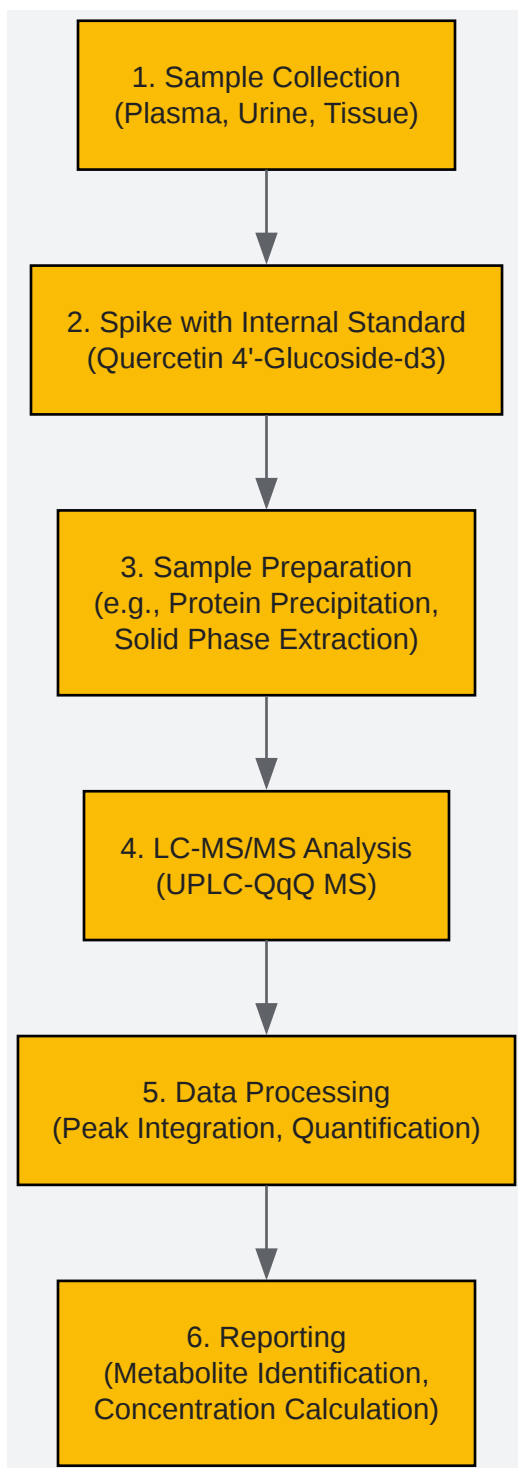 1. Sample Collection
(Plasma, Urine, Tissue)
2. Spike with Internal Standard
(Quercetin 4'-Glucoside-d3)
3. Sample Preparation
(e.g., Protein Precipitation,
Solid Phase Extraction)
4. LC-MS/MS Analysis
(UPLC-QqQ MS)
5. Data Processing
(Peak Integration, Quantification)
6. Reporting
(Metabolite Identification,
Concentration Calculation)